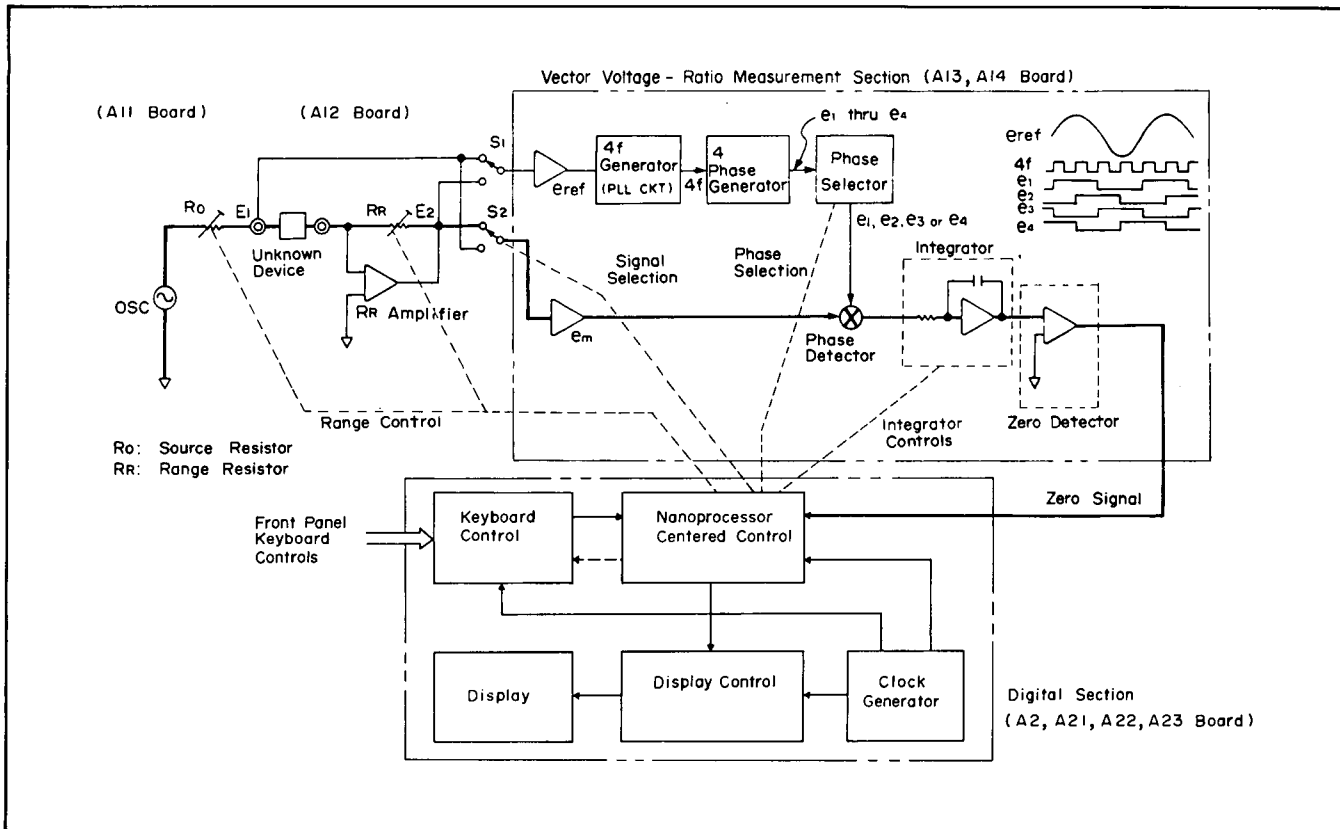 Vector Voltage - Ratio Measurement Section (A13, A14 Board)
(A11 Board)
(A12 Board)
e1 thru e4
S1
eref
4f
Generator
(PLL CKT)
4f
4
Phase
Generator
Phase
Selector
eref
4f
e1
e2
e3
e4
Ro
E1
RR
E2
S2
e1, e2, e3 or e4
Unknown
Device
Signal
Selection
Phase
Selection
Integrator
OSC
RR Amplifier
em
Phase
Detector
Range Control
Integrator
Controls
Zero Detector
Ro: Source Resistor
RR: Range Resistor
Zero Signal
Front Panel
Keyboard
Controls
Keyboard
Control
Nanoprocessor
Centered Control
Display
Display Control
Clock
Generator
Digital Section
(A2, A21, A22, A23 Board)